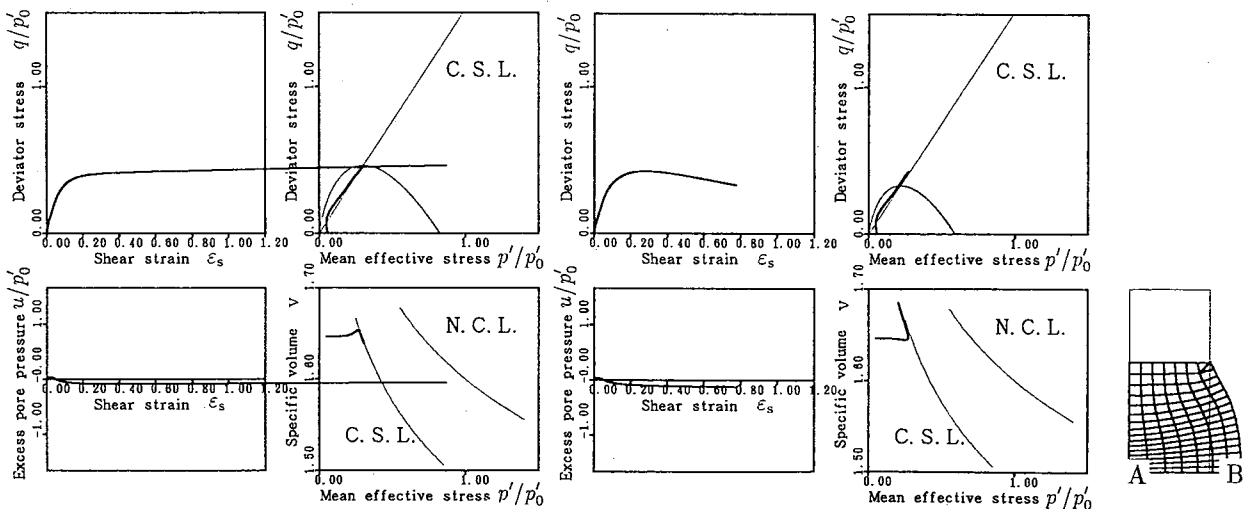 Deviator stress q/p′₀
1.00
0.00
0.00 0.20 0.40 0.60 0.80 1.00 1.20
Shear strain εs
Deviator stress q/p′₀
1.00
0.00
C. S. L.
0.00 1.00
Mean effective stress p′/p′₀
Deviator stress q/p′₀
1.00
0.00
0.00 0.20 0.40 0.60 0.80 1.00 1.20
Shear strain εs
Deviator stress q/p′₀
1.00
0.00
C. S. L.
0.00 1.00
Mean effective stress p′/p′₀
Excess pore pressure u/p′₀
1.00
-0.00
-1.00
0.00 0.20 0.40 0.60 0.80 1.00 1.20
Shear strain εs
Specific volume V
1.70
1.60
1.50
N. C. L.
C. S. L.
0.00 1.00
Mean effective stress p′/p′₀
Excess pore pressure u/p′₀
1.00
-0.00
-1.00
0.00 0.20 0.40 0.60 0.80 1.00 1.20
Shear strain εs
Specific volume V
1.70
1.60
1.50
N. C. L.
C. S. L.
0.00 1.00
Mean effective stress p′/p′₀
A B